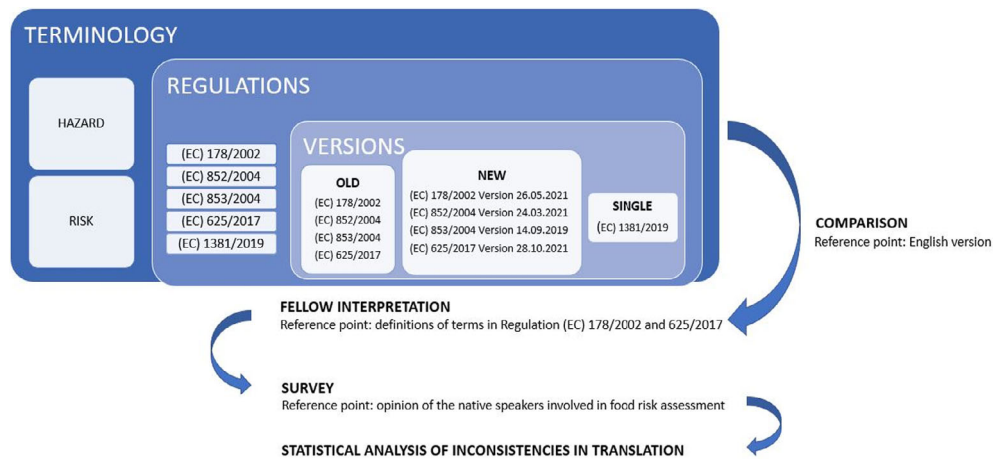 TERMINOLOGY
HAZARD
RISK
REGULATIONS
(EC) 178/2002
(EC) 852/2004
(EC) 853/2004
(EC) 625/2017
(EC) 1381/2019
VERSIONS
OLD
(EC) 178/2002
(EC) 852/2004
(EC) 853/2004
(EC) 625/2017
NEW
(EC) 178/2002 Version 26.05.2021
(EC) 852/2004 Version 24.03.2021
(EC) 853/2004 Version 14.09.2019
(EC) 625/2017 Version 28.10.2021
SINGLE
(EC) 1381/2019
COMPARISON
Reference point: English version
FELLOW INTERPRETATION
Reference point: definitions of terms in Regulation (EC) 178/2002 and 625/2017
SURVEY
Reference point: opinion of the native speakers involved in food risk assessment
STATISTICAL ANALYSIS OF INCONSISTENCIES IN TRANSLATION